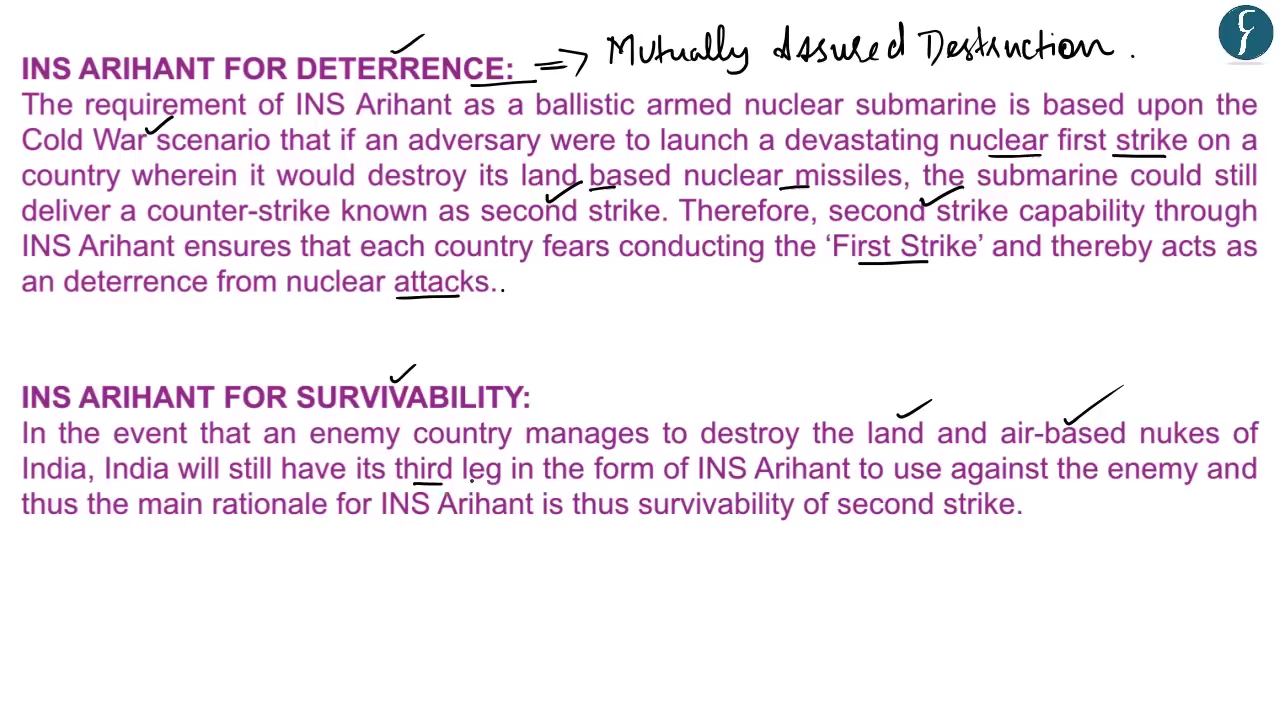 INS ARIHANT FOR DETERRENCE: => Mutually Assured Destruction.
The requirement of INS Arihant as a ballistic armed nuclear submarine is based upon the
Cold War scenario that if an adversary were to launch a devastating nuclear first strike on a
country wherein it would destroy its land based nuclear missiles, the submarine could still
deliver a counter-strike known as second strike. Therefore, second strike capability through
INS Arihant ensures that each country fears conducting the ‘First Strike’ and thereby acts as
an deterrence from nuclear attacks..
INS ARIHANT FOR SURVIVABILITY:
In the event that an enemy country manages to destroy the land and air-based nukes of
India, India will still have its third leg in the form of INS Arihant to use against the enemy and
thus the main rationale for INS Arihant is thus survivability of second strike.